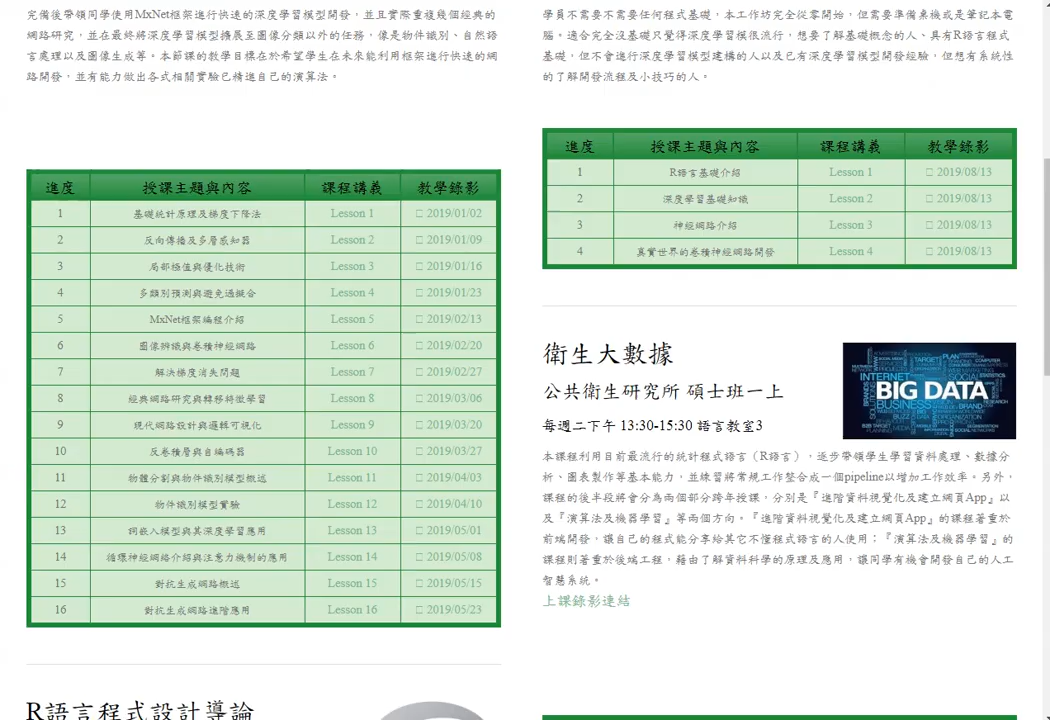 完備後帶領同學使用MxNet框架進行快速的深度學習模型開發，並且實際重複幾個經典的
網路研究，並在最終將深度學習模型擴展至圖像分類以外的任務，像是物件識別、自然語
言處理以及圖像生成等。本節課的教學目標在於希望學生在未來能利用框架進行快速的網
路開發，並有能力做出各式相關實驗已精進自己的演算法。
進度 授課主題與內容 課程講義 教學錄影
1 基礎統計原理及梯度下降法 Lesson 1 2019/01/02
2 反向傳播及多層感知器 Lesson 2 2019/01/09
3 局部極值與優化技術 Lesson 3 2019/01/16
4 多類別預測與避免過擬合 Lesson 4 2019/01/23
5 MxNet框架編程介紹 Lesson 5 2019/02/13
6 圖像辨識與卷積神經網路 Lesson 6 2019/02/20
7 解決梯度消失問題 Lesson 7 2019/02/27
8 經典網路研究與轉移特徵學習 Lesson 8 2019/03/06
9 現代網路設計與邏輯可視化 Lesson 9 2019/03/20
10 反卷積層與自編碼器 Lesson 10 2019/03/27
11 物體分割與物件識別模型概述 Lesson 11 2019/04/03
12 物件識別模型實驗 Lesson 12 2019/04/10
13 詞嵌入模型與其深度學習應用 Lesson 13 2019/05/01
14 循環神經網路介紹與注意力機制的應用 Lesson 14 2019/05/08
15 對抗生成網路概述 Lesson 15 2019/05/15
16 對抗生成網路進階應用 Lesson 16 2019/05/23
R語言程式設計導論
學員不需要不需要任何程式基礎，本工作坊完全從零開始，但需要準備桌機或是筆記本電
腦。適合完全沒基礎只覺得深度學習模很流行，想要了解基礎概念的人、具有R語言程式
基礎，但不會進行深度學習模型建構的人以及已有深度學習模型開發經驗，但想有系統性
的了解開發流程及小技巧的人。
進度 授課主題與內容 課程講義 教學錄影
1 R語言基礎介紹 Lesson 1 2019/08/13
2 深度學習基礎知識 Lesson 2 2019/08/13
3 神經網路介紹 Lesson 3 2019/08/13
4 真實世界的卷積神經網路開發 Lesson 4 2019/08/13
衛生大數據
公共衛生研究所 碩士班一上
每週二下午 13:30-15:30 語言教室3
TARGET
PLAN
INTERNET
SOCIAL
BIG DATA
BUSINESS
BRAND
本課程利用目前最流行的統計程式語言（R語言），逐步帶領學生學習資料處理、數據分
析、圖表製作等基本能力，並練習將常規工作整合成一個pipeline以增加工作效率。另外，
課程的後半段將會分為兩個部分跨年授課，分別是『進階資料視覺化及建立網頁App』以
及『演算法及機器學習』等兩個方向。『進階資料視覺化及建立網頁App』的課程著重於
前端開發，讓自己的程式能分享給其它不懂程式語言的人使用；『演算法及機器學習』的
課程則著重於後端工程，藉由了解資料科學的原理及應用，讓同學有機會開發自己的人工
智慧系統。
上課錄影連結